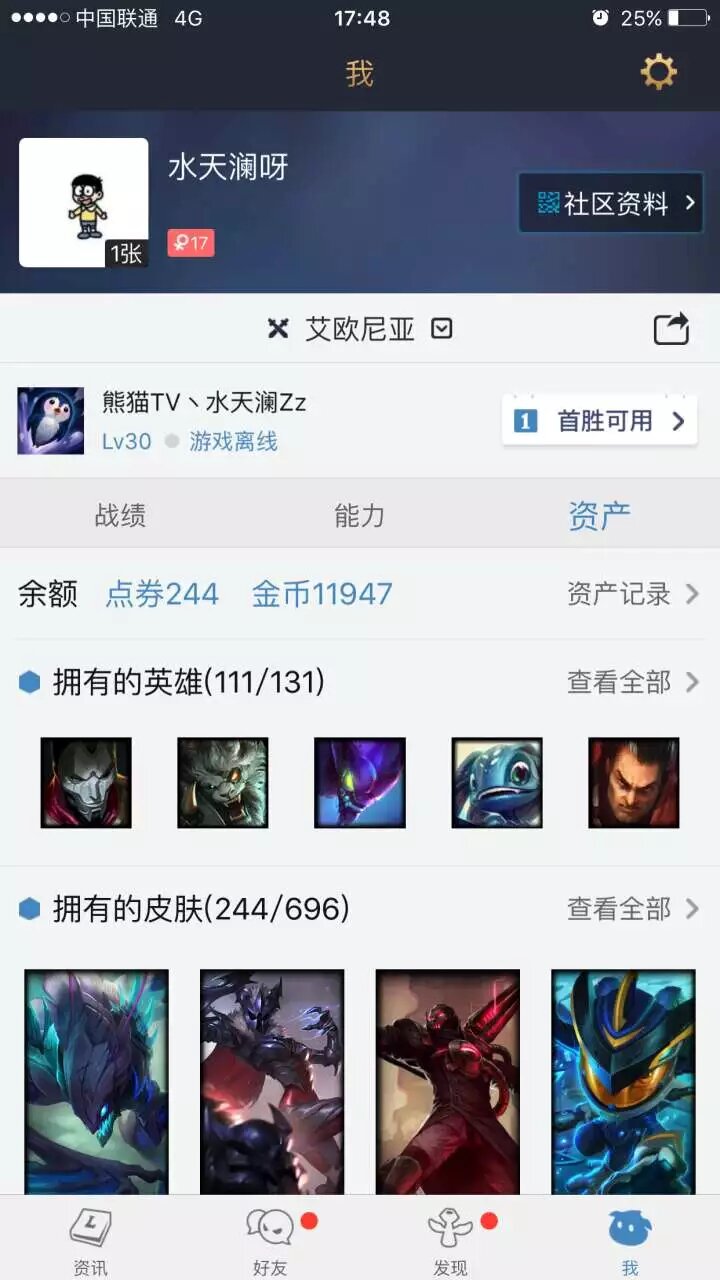 中国联通 4G 17:48 25%
我
水天澜呀
社区资料
1张
17
艾欧尼亚
熊猫TV丶水天澜Zz
Lv30 游戏离线
1 首胜可用
战绩 能力 资产
余额 点券244 金币11947 资产记录
拥有的英雄(111/131) 查看全部
拥有的皮肤(244/696) 查看全部
资讯 好友 发现 我